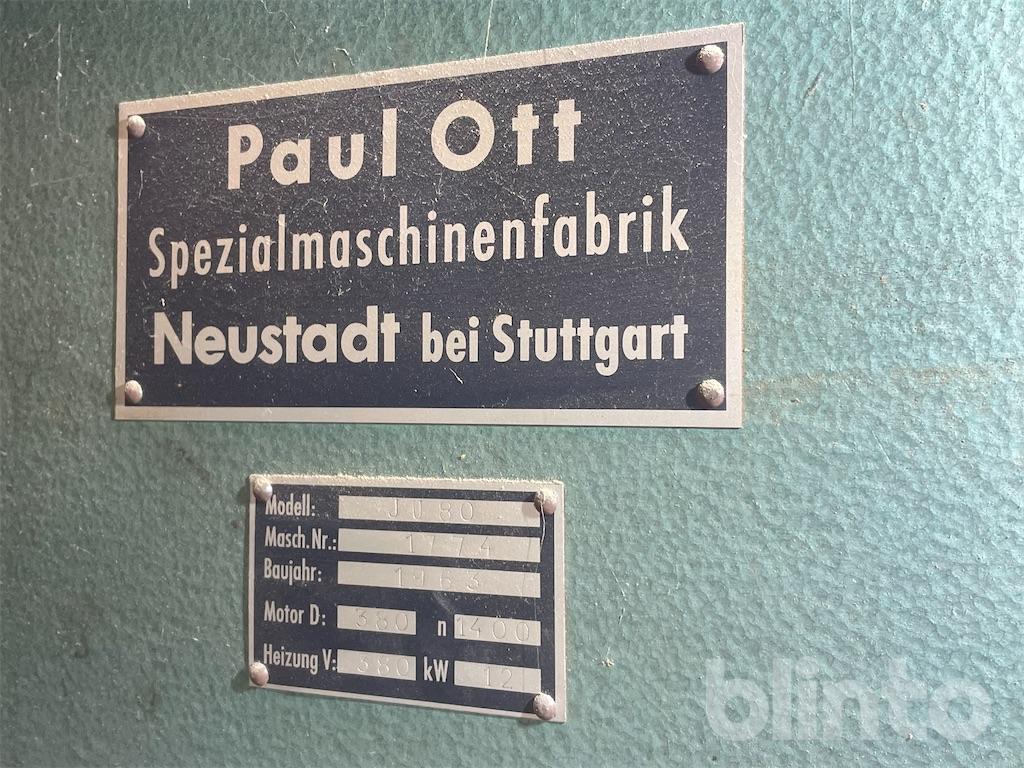 Paul Ott
Spezialmaschinenfabrik
Neustadt bei Stuttgart
Modell: JU 80
Masch.Nr.: 1774
Baujahr: 1963
Motor D: 380 n 1400
Heizung V: 380 kW 12
blinto